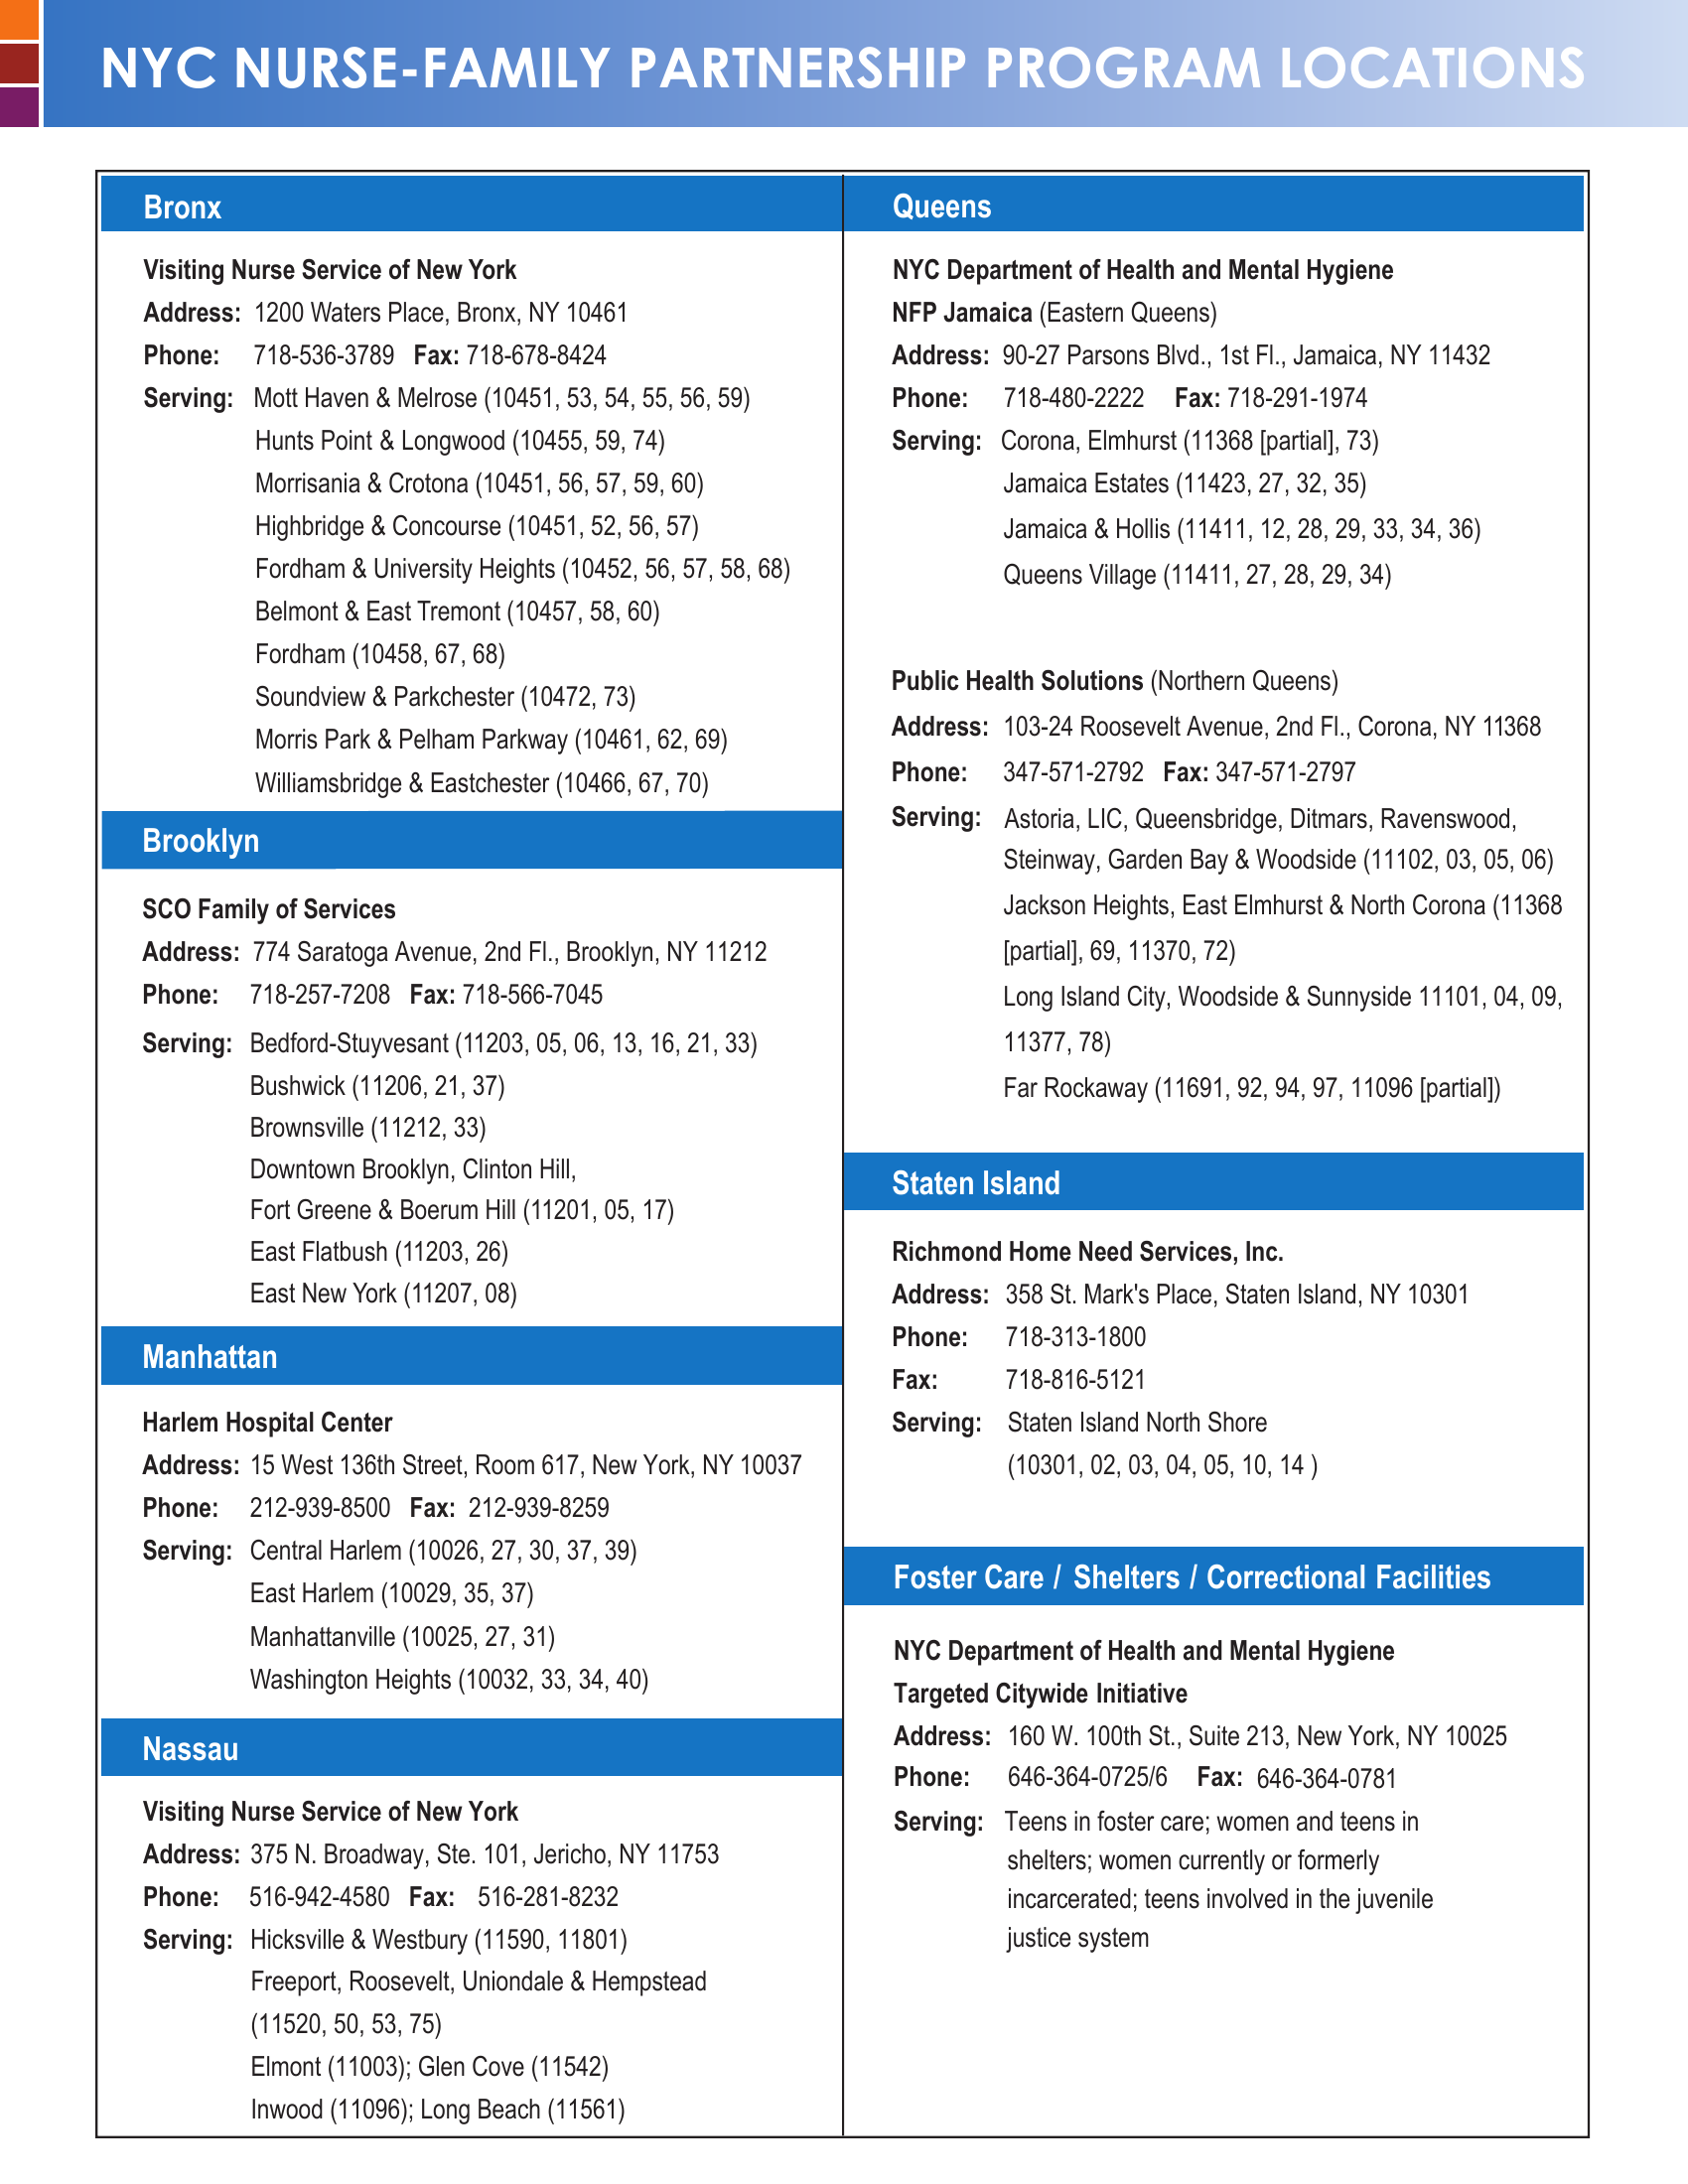 NYC NURSE-FAMILY PARTNERSHIP PROGRAM LOCATIONS
Bronx
Visiting Nurse Service of New York
Address: 1200 Waters Place, Bronx, NY 10461
Phone: 718-536-3789 Fax: 718-678-8424
Serving: Mott Haven & Melrose (10451, 53, 54, 55, 56, 59)
Hunts Point & Longwood (10455, 59, 74)
Morrisania & Crotona (10451, 56, 57, 59, 60)
Highbridge & Concourse (10451, 52, 56, 57)
Fordham & University Heights (10452, 56, 57, 58, 68)
Belmont & East Tremont (10457, 58, 60)
Fordham (10458, 67, 68)
Soundview & Parkchester (10472, 73)
Morris Park & Pelham Parkway (10461, 62, 69)
Williamsbridge & Eastchester (10466, 67, 70)
Brooklyn
SCO Family of Services
Address: 774 Saratoga Avenue, 2nd Fl., Brooklyn, NY 11212
Phone: 718-257-7208 Fax: 718-566-7045
Serving: Bedford-Stuyvesant (11203, 05, 06, 13, 16, 21, 33)
Bushwick (11206, 21, 37)
Brownsville (11212, 33)
Downtown Brooklyn, Clinton Hill,
Fort Greene & Boerum Hill (11201, 05, 17)
East Flatbush (11203, 26)
East New York (11207, 08)
Manhattan
Harlem Hospital Center
Address: 15 West 136th Street, Room 617, New York, NY 10037
Phone: 212-939-8500 Fax: 212-939-8259
Serving: Central Harlem (10026, 27, 30, 37, 39)
East Harlem (10029, 35, 37)
Manhattanville (10025, 27, 31)
Washington Heights (10032, 33, 34, 40)
Nassau
Visiting Nurse Service of New York
Address: 375 N. Broadway, Ste. 101, Jericho, NY 11753
Phone: 516-942-4580 Fax: 516-281-8232
Serving: Hicksville & Westbury (11590, 11801)
Freeport, Roosevelt, Uniondale & Hempstead
(11520, 50, 53, 75)
Elmont (11003); Glen Cove (11542)
Inwood (11096); Long Beach (11561)
Queens
NYC Department of Health and Mental Hygiene
NFP Jamaica (Eastern Queens)
Address: 90-27 Parsons Blvd., 1st Fl., Jamaica, NY 11432
Phone: 718-480-2222 Fax: 718-291-1974
Serving: Corona, Elmhurst (11368 [partial], 73)
Jamaica Estates (11423, 27, 32, 35)
Jamaica & Hollis (11411, 12, 28, 29, 33, 34, 36)
Queens Village (11411, 27, 28, 29, 34)
Public Health Solutions (Northern Queens)
Address: 103-24 Roosevelt Avenue, 2nd Fl., Corona, NY 11368
Phone: 347-571-2792 Fax: 347-571-2797
Serving: Astoria, LIC, Queensbridge, Ditmars, Ravenswood,
Steinway, Garden Bay & Woodside (11102, 03, 05, 06)
Jackson Heights, East Elmhurst & North Corona (11368
[partial], 69, 11370, 72)
Long Island City, Woodside & Sunnyside 11101, 04, 09,
11377, 78)
Far Rockaway (11691, 92, 94, 97, 11096 [partial])
Staten Island
Richmond Home Need Services, Inc.
Address: 358 St. Mark's Place, Staten Island, NY 10301
Phone: 718-313-1800
Fax: 718-816-5121
Serving: Staten Island North Shore
(10301, 02, 03, 04, 05, 10, 14 )
Foster Care / Shelters / Correctional Facilities
NYC Department of Health and Mental Hygiene
Targeted Citywide Initiative
Address: 160 W. 100th St., Suite 213, New York, NY 10025
Phone: 646-364-0725/6 Fax: 646-364-0781
Serving: Teens in foster care; women and teens in
shelters; women currently or formerly
incarcerated; teens involved in the juvenile
justice system